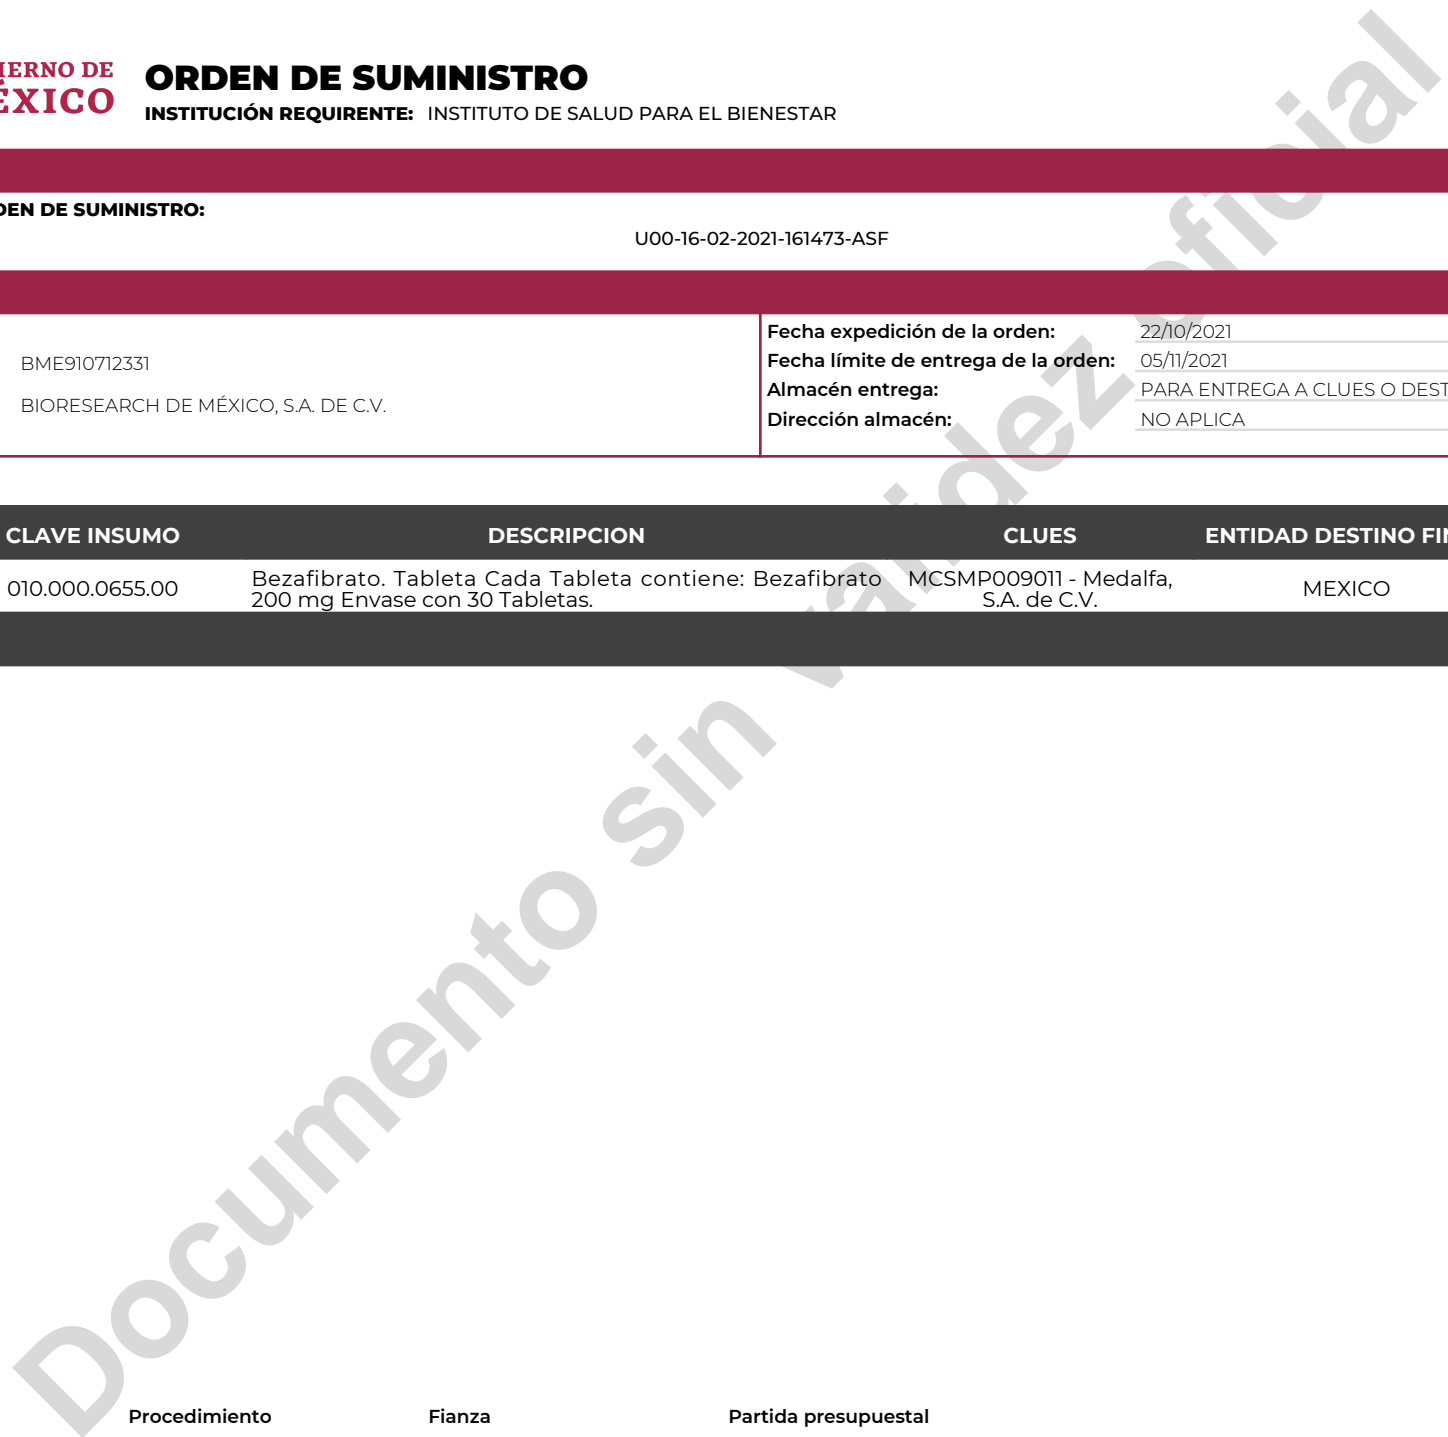 IERNO DE
ÉXICO
ORDEN DE SUMINISTRO
INSTITUCIÓN REQUIRENTE: INSTITUTO DE SALUD PARA EL BIENESTAR
DEN DE SUMINISTRO:
U00-16-02-2021-161473-ASF
BME910712331
BIORESEARCH DE MÉXICO, S.A. DE C.V.
Fecha expedición de la orden: 22/10/2021
Fecha límite de entrega de la orden: 05/11/2021
Almacén entrega: PARA ENTREGA A CLUES O DEST
Dirección almacén: NO APLICA
CLAVE INSUMO DESCRIPCION CLUES ENTIDAD DESTINO FIN
010.000.0655.00
Bezafibrato. Tableta Cada Tableta contiene: Bezafibrato
200 mg Envase con 30 Tabletas.
MCSMP009011 - Medalfa,
S.A. de C.V.
MEXICO
Documento sin validez oficial
Procedimiento Fianza Partida presupuestal